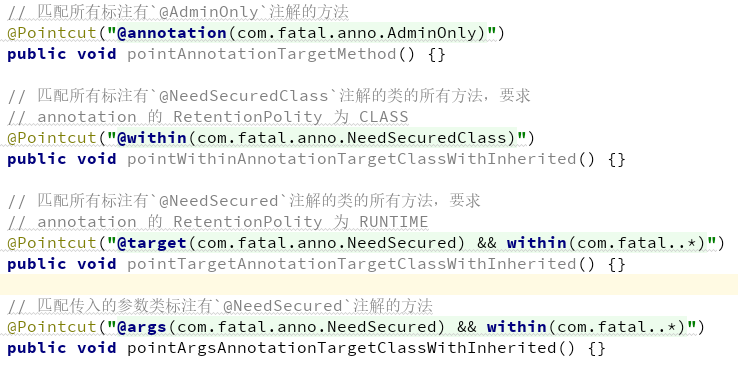 // 匹配所有标注有`@AdminOnly`注解的方法
@Pointcut("@annotation(com.fatal.anno.AdminOnly)")
public void pointAnnotationTargetMethod() {}
// 匹配所有标注有`@NeedSecuredClass`注解的类的所有方法，要求
// annotation 的 RetentionPolity 为 CLASS
@Pointcut("@within(com.fatal.anno.NeedSecuredClass)")
public void pointWithinAnnotationTargetClassWithInherited() {}
// 匹配所有标注有`@NeedSecured`注解的类的所有方法，要求
// annotation 的 RetentionPolity 为 RUNTIME
@Pointcut("@target(com.fatal.anno.NeedSecured) && within(com.fatal..*)")
public void pointTargetAnnotationTargetClassWithInherited() {}
// 匹配传入的参数类标注有`@NeedSecured`注解的方法
@Pointcut("@args(com.fatal.anno.NeedSecured) && within(com.fatal..*)")
public void pointArgsAnnotationTargetClassWithInherited() {}